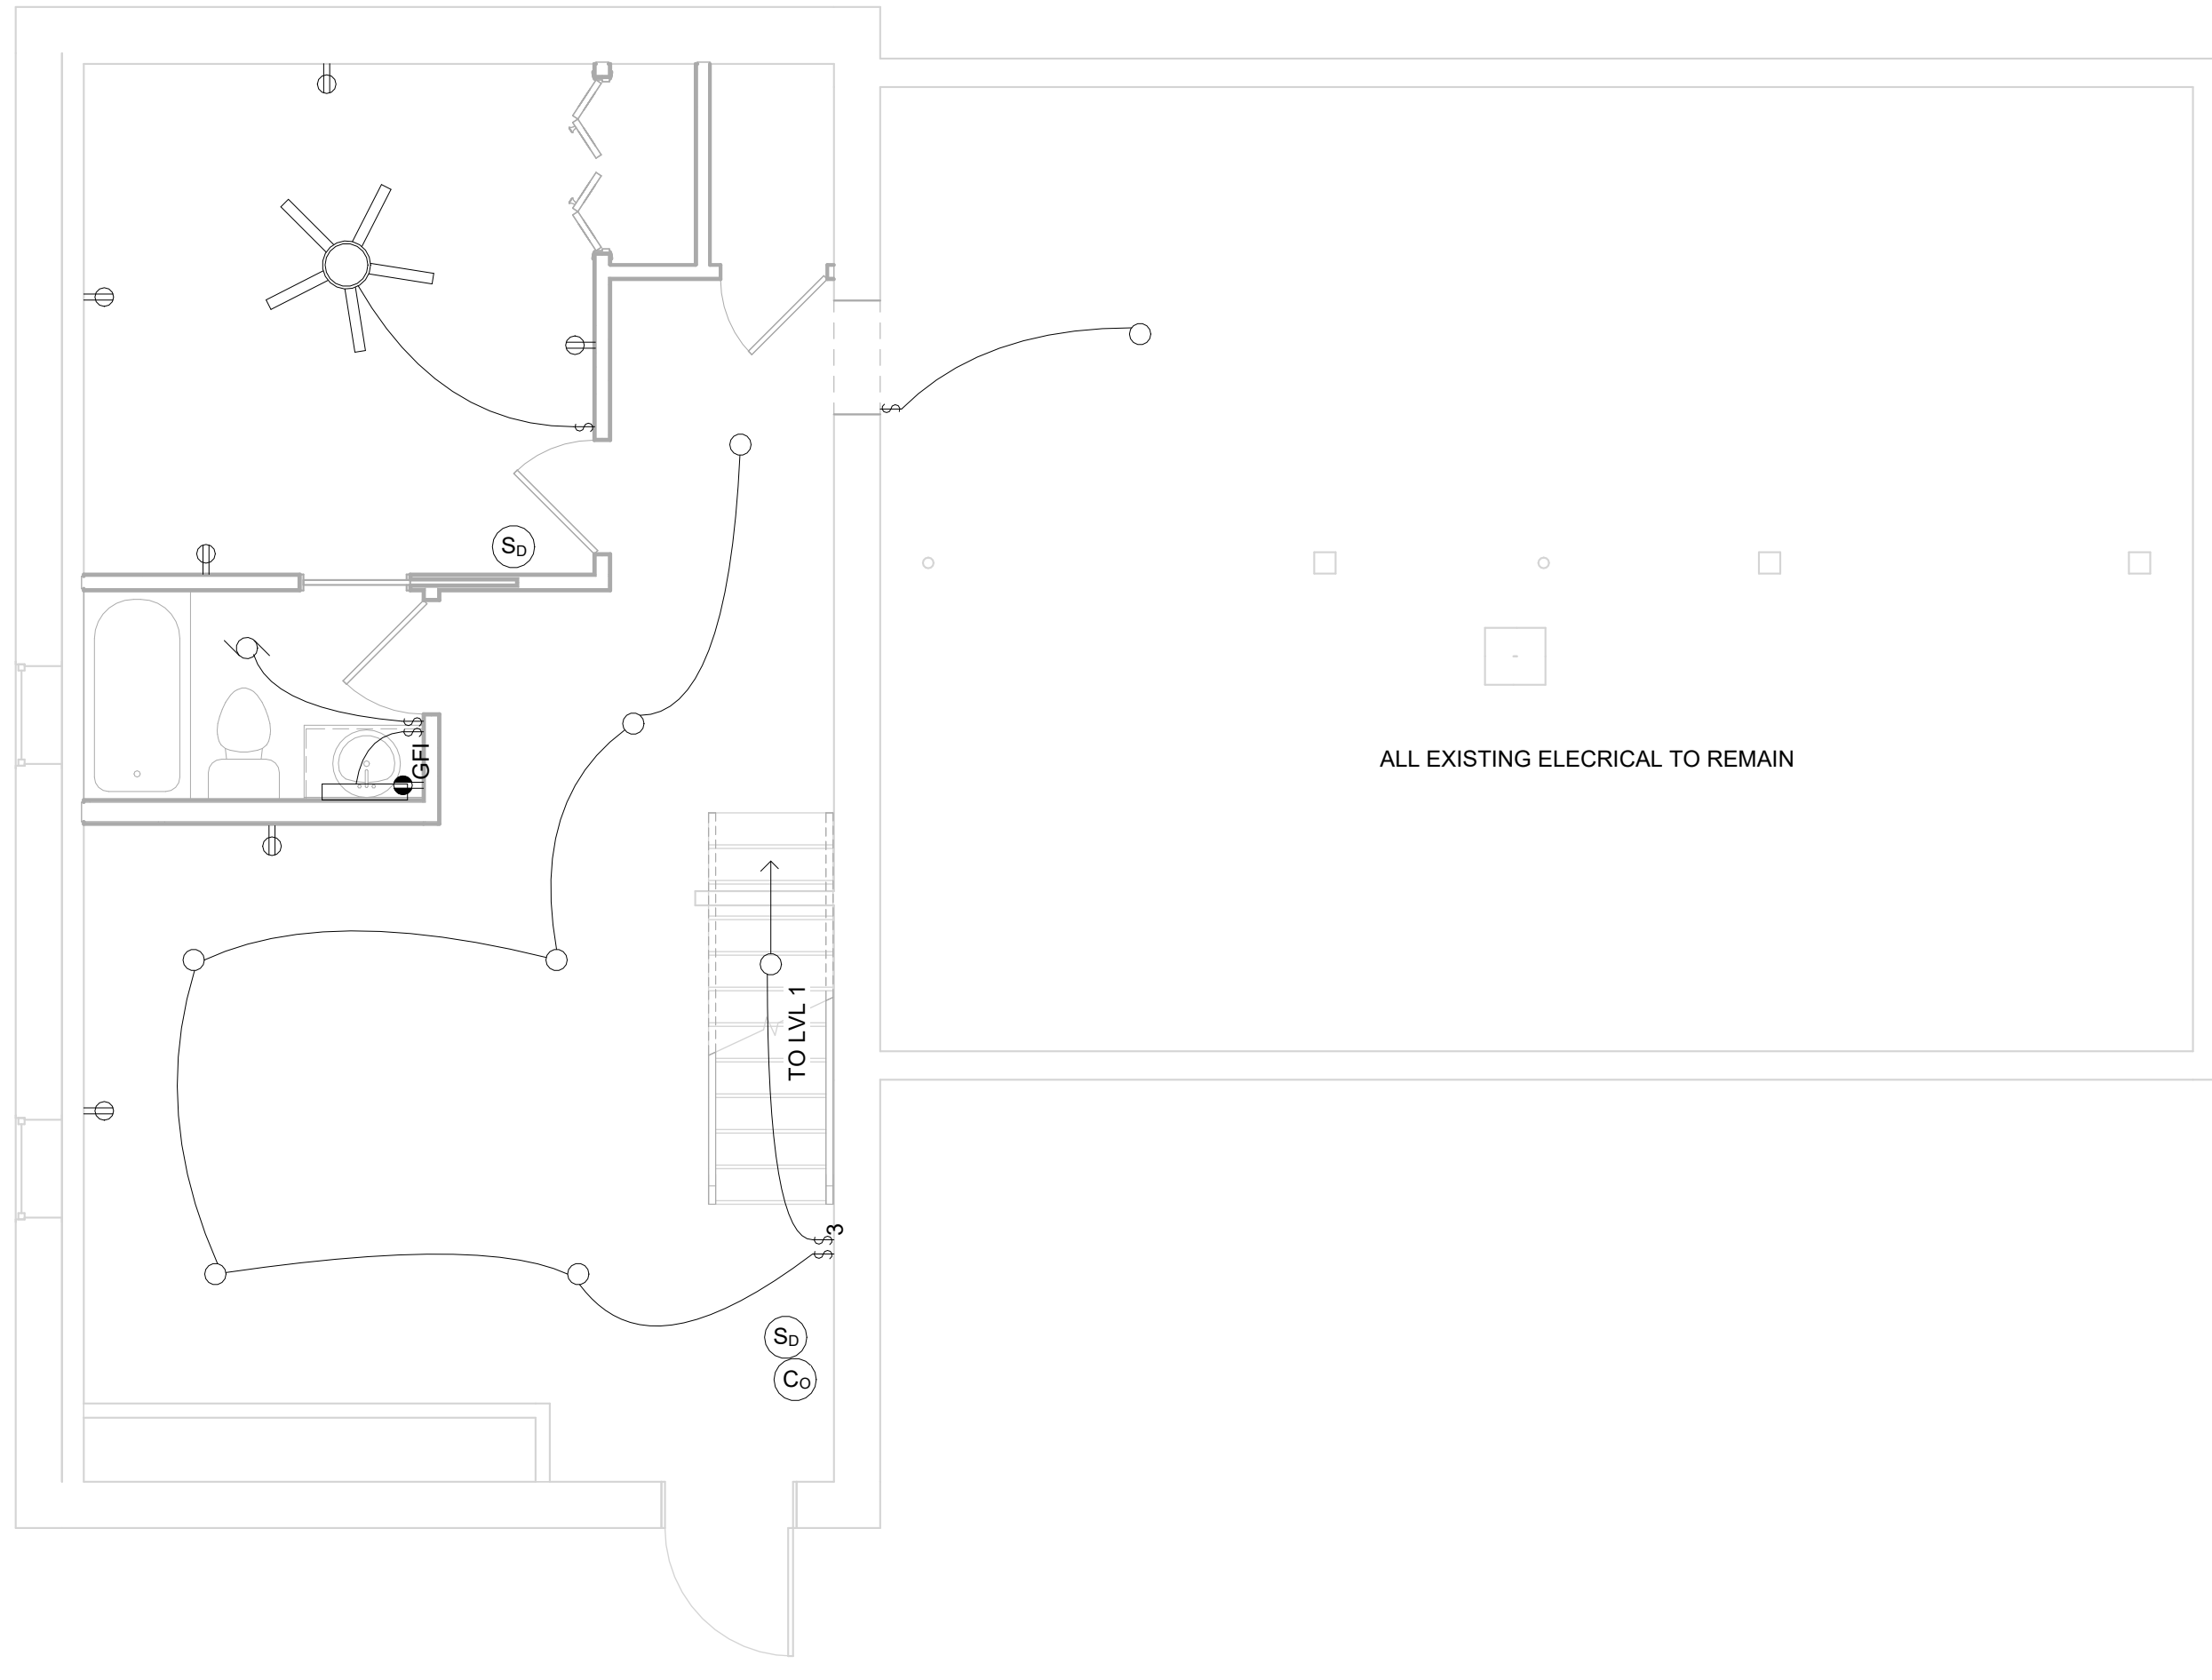 SD
GFI
ALL EXISTING ELECRICAL TO REMAIN
TO LVL 1
3
SD
CO